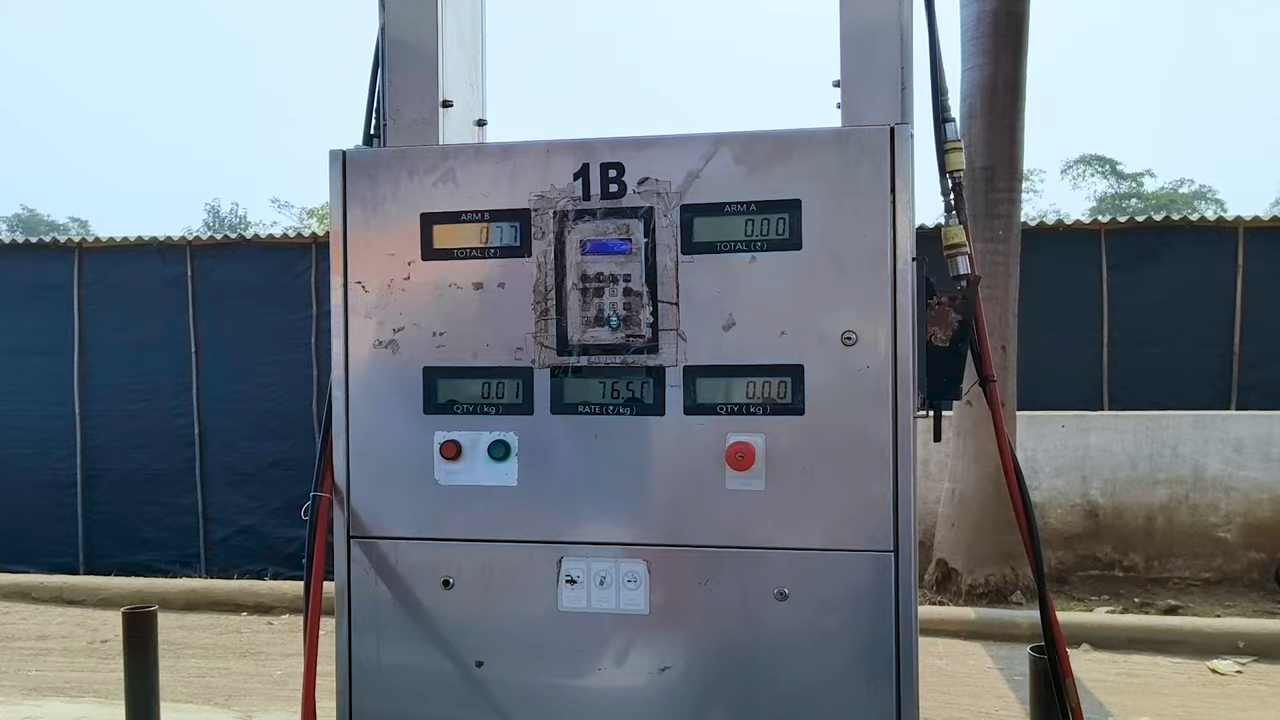 1B
ARM B
0.77
TOTAL (₹)
ARM A
0.00
TOTAL (₹)
0.01
QTY ( kg )
76.50
RATE (₹/kg)
0.00
QTY ( kg )